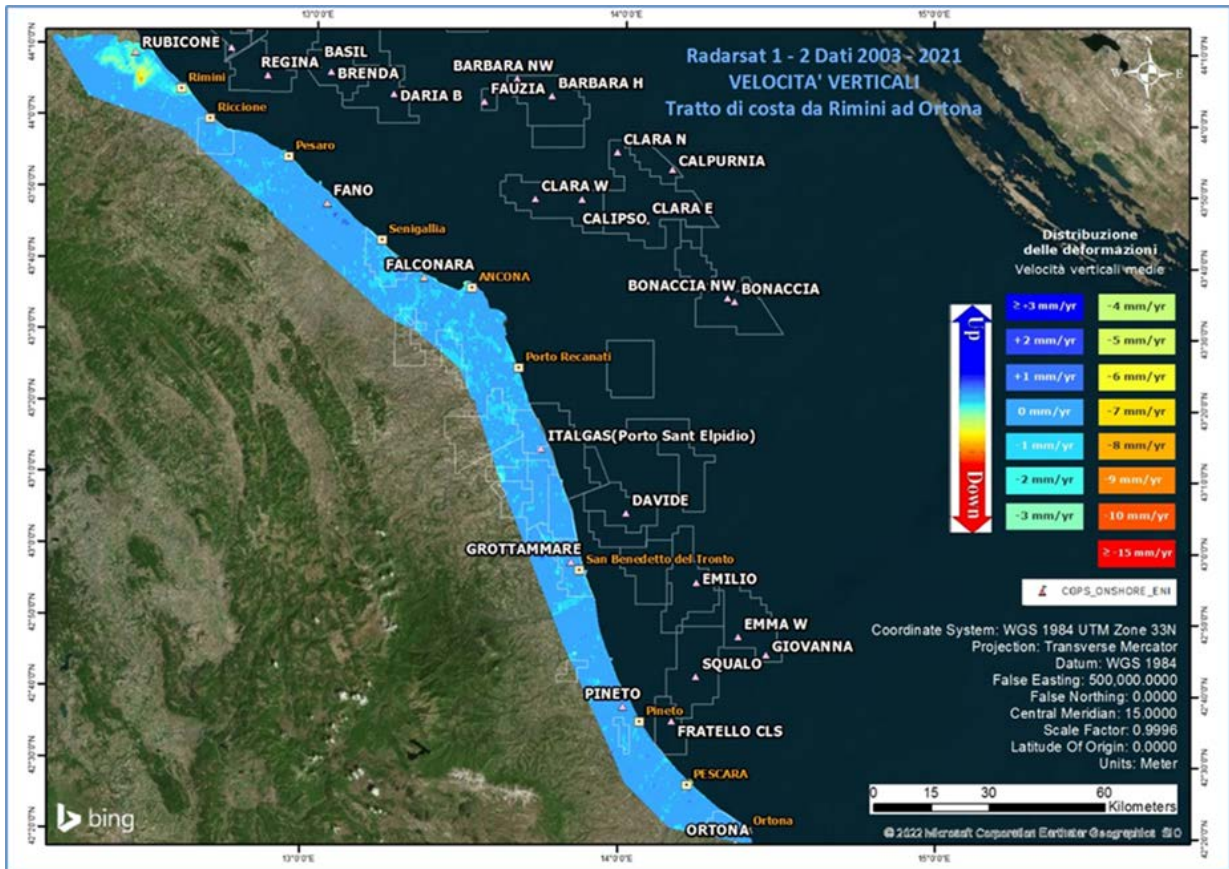 13°0'0"E
14°0'0"E
15°0'0"E
Radarsat 1 - 2 Dati 2003 - 2021
VELOCITA' VERTICALI
Tratto di costa da Rimini ad Ortona
RUBICONE
REGINA
BASIL
BRENDA
DARIA B
BARBARA NW
FAUZIA
BARBARA H
Rimini
Riccione
CLARA N
CALPURNIA
Pesaro
CLARA W
FANO
CALIPSO
CLARA E
Senigallia
FALCONARA
ANCONA
BONACCIA NW
BONACCIA
Porto Recanati
ITALGAS(Porto Sant Elpidio)
DAVIDE
GROTTAMMARE
San Benedetto del Tronto
EMILIO
EMMA W
GIOVANNA
SQUALO
PINETO
Pineto
FRATELLO CLS
PESCARA
ORTONA
Ortona
W
E
S
Distribuzione
delle deformazioni
Velocità verticali medie
Up
Down
≥ +3 mm/yr
+2 mm/yr
+1 mm/yr
0 mm/yr
-1 mm/yr
-2 mm/yr
-3 mm/yr
-4 mm/yr
-5 mm/yr
-6 mm/yr
-7 mm/yr
-8 mm/yr
-9 mm/yr
-10 mm/yr
≥ -15 mm/yr
CGPS_ONSHORE_ENI
Coordinate System: WGS 1984 UTM Zone 33N
Projection: Transverse Mercator
Datum: WGS 1984
False Easting: 500,000.0000
False Northing: 0.0000
Central Meridian: 15.0000
Scale Factor: 0.9996
Latitude Of Origin: 0.0000
Units: Meter
0 15 30 60
Kilometers
bing
© 2022 Microsoft Corporation Earthstar Geographics SIO
13°0'0"E
14°0'0"E
15°0'0"E